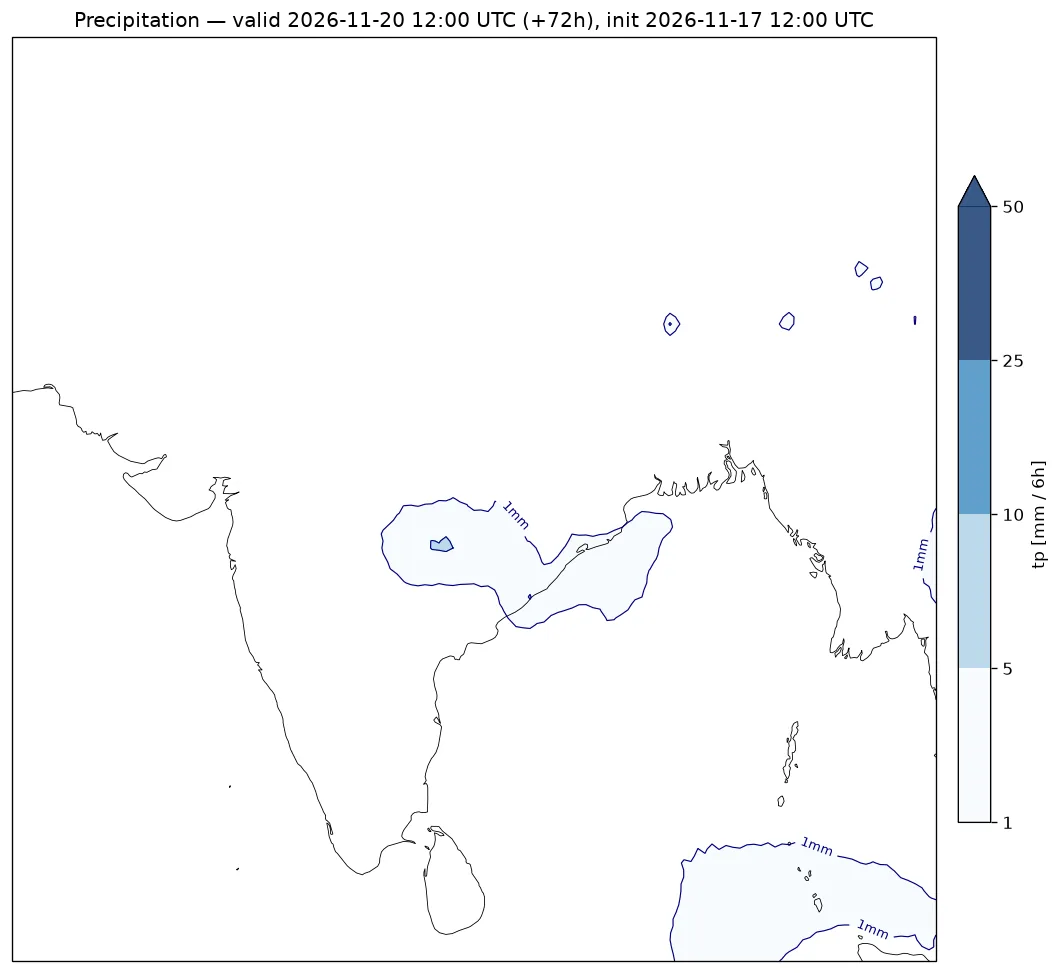 Precipitation — valid 2026-11-20 12:00 UTC (+72h), init 2026-11-17 12:00 UTC
50
25
10
5
1
tp [mm / 6h]
1mm
1mm
1mm
1mm